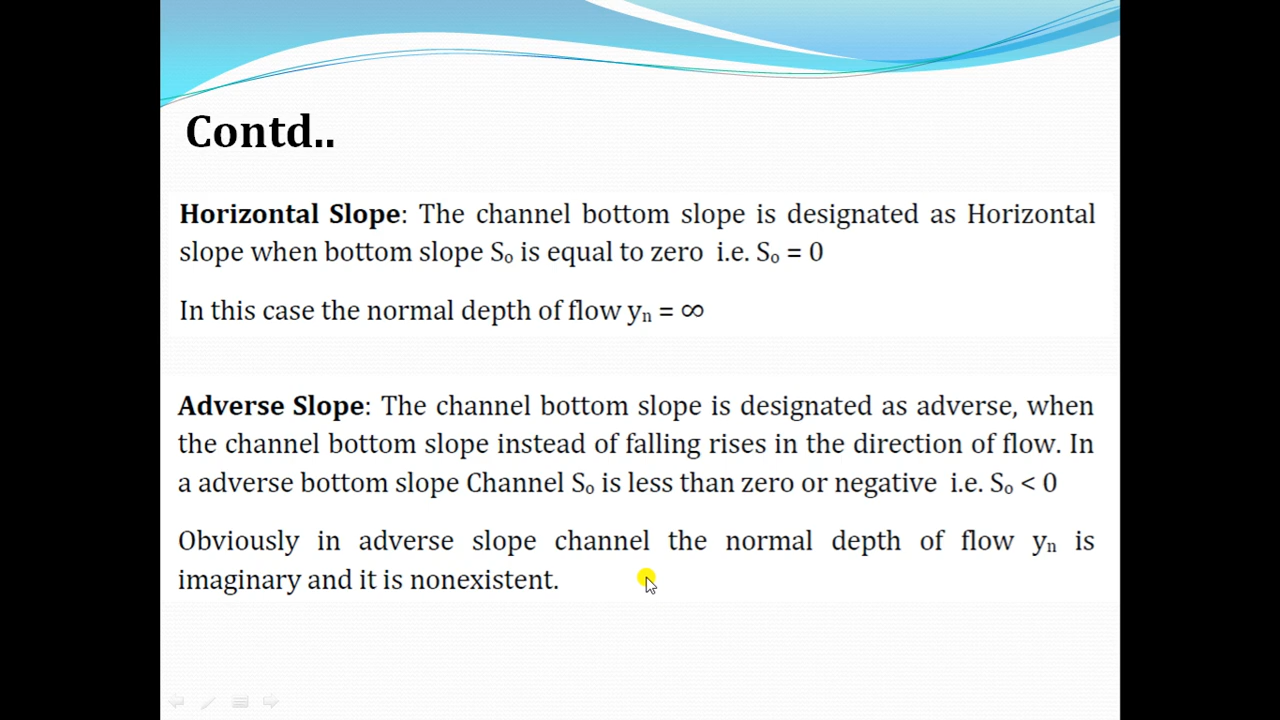 Contd..
Horizontal Slope: The channel bottom slope is designated as Horizontal
slope when bottom slope Sₒ is equal to zero i.e. Sₒ = 0
In this case the normal depth of flow yₙ = ∞
Adverse Slope: The channel bottom slope is designated as adverse, when
the channel bottom slope instead of falling rises in the direction of flow. In
a adverse bottom slope Channel Sₒ is less than zero or negative i.e. Sₒ < 0
Obviously in adverse slope channel the normal depth of flow yₙ is
imaginary and it is nonexistent.